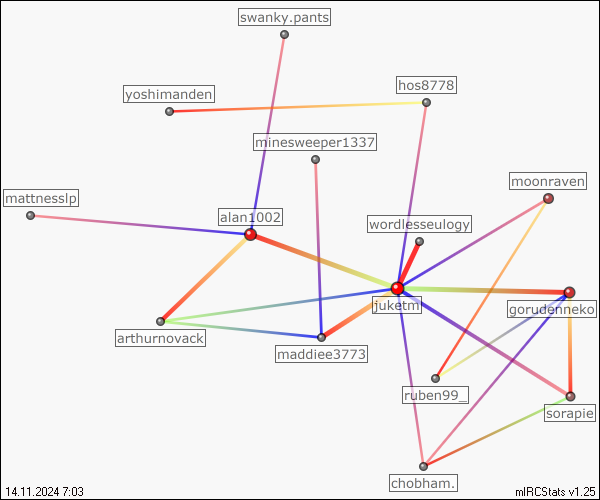 swanky.pants
hos8778
yoshimanden
minesweeper1337
moonraven
mattnesslp
alan1002
wordlesseulogy
juketm
gorudenneko
arthurnovack
maddiee3773
ruben99_
sorapie
chobham.
14.11.2024 7:03
mIRCStats v1.25